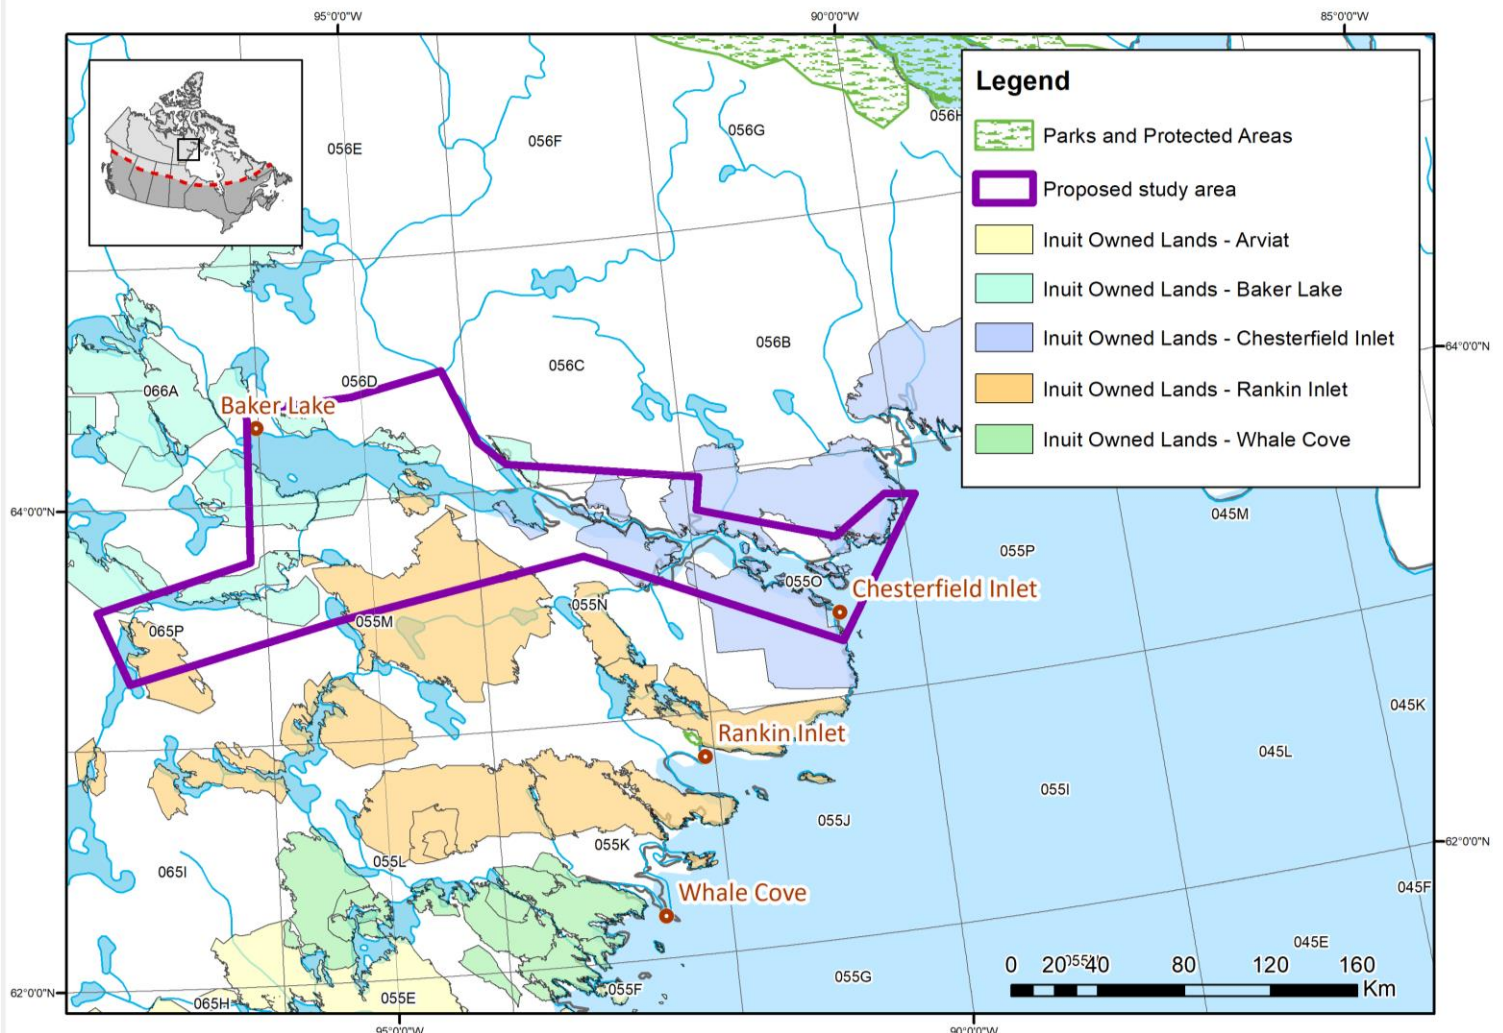 95°0'0"W
90°0'0"W
85°0'0"W
Legend
Parks and Protected Areas
Proposed study area
Inuit Owned Lands - Arviat
Inuit Owned Lands - Baker Lake
Inuit Owned Lands - Chesterfield Inlet
Inuit Owned Lands - Rankin Inlet
Inuit Owned Lands - Whale Cove
056E
056F
056G
056H
64°0'0"N
056B
056C
056D
066A
Baker Lake
64°0'0"N
045M
055P
055O
Chesterfield Inlet
055N
055M
065P
045K
Rankin Inlet
045L
055I
055J
62°0'0"N
055K
055L
065I
045F
Whale Cove
045E
0 20 40 80 120 160
Km
055J
055G
055F
62°0'0"N
065H
055E
95°0'0"W
90°0'0"W